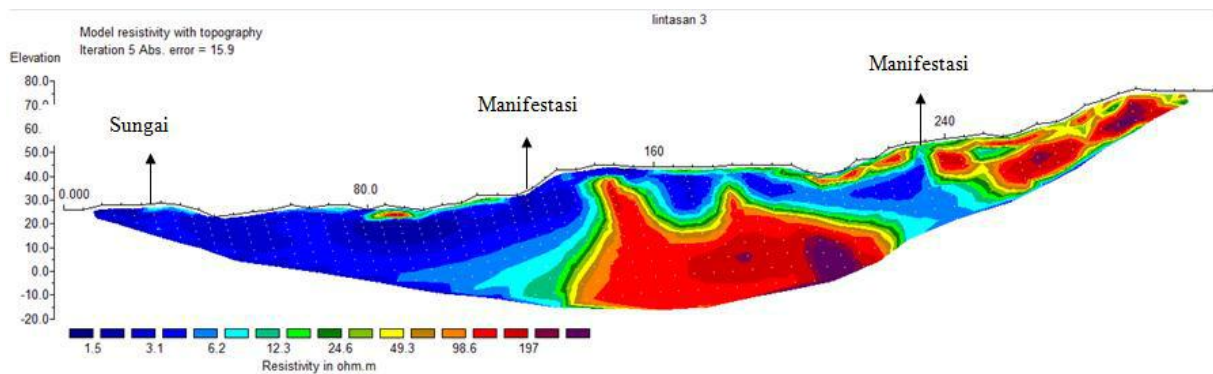 lintasan 3
Model resistivity with topography
Iteration 5 Abs. error = 15.9
Elevation
80.0
70.
60.
50.0
40.0
30.0
20.0
10.0
0.0
-10.0
-20.0
Sungai
Manifestasi
Manifestasi
0.000
80.0
160
240
1.5 3.1 6.2 12.3 24.6 49.3 98.6 197
Resistivity in ohm.m